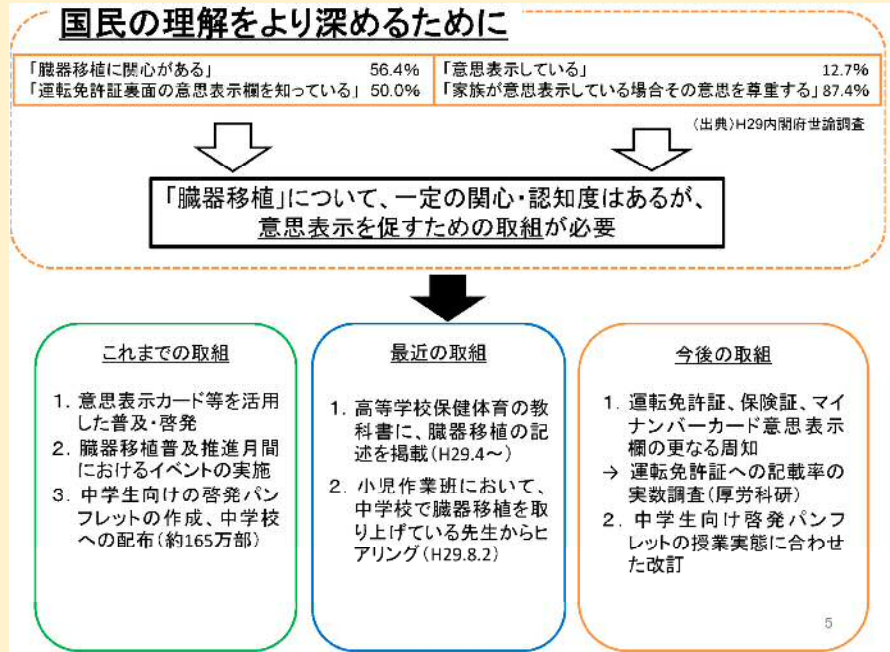 国民の理解をより深めるために
「臓器移植に関心がある」 56.4%
「運転免許証裏面の意思表示欄を知っている」 50.0%
「意思表示している」 12.7%
「家族が意思表示している場合その意思を尊重する」87.4%
（出典）H29内閣府世論調査
「臓器移植」について、一定の関心・認知度はあるが、
意思表示を促すための取組が必要
これまでの取組
1. 意思表示カード等を活用
した普及・啓発
2. 臓器移植普及推進月間
におけるイベントの実施
3. 中学生向けの啓発パン
フレットの作成、中学校
への配布（約165万部）
最近の取組
1. 高等学校保健体育の教
科書に、臓器移植の記
述を掲載（H29.4～）
2. 小児作業班において、
中学校で臓器移植を取
り上げている先生からヒ
アリング（H29.8.2）
今後の取組
1. 運転免許証、保険証、マイ
ナンバーカード意思表示
欄の更なる周知
→ 運転免許証への記載率の
実数調査（厚労科研）
2. 中学生向け啓発パンフ
レットの授業実態に合わせ
た改訂
5